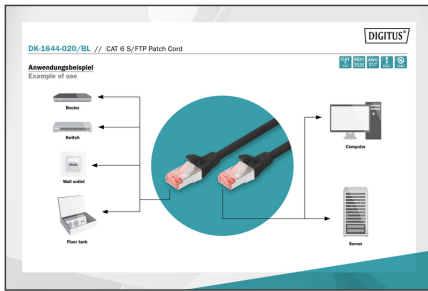 DIGITUS®
DK-1644-020/BL // CAT 6 S/FTP Patch Cord
Anwendungsbeispiel
Example of use
Router
Switch
Wall outlet
Floor tank
Computer
Server